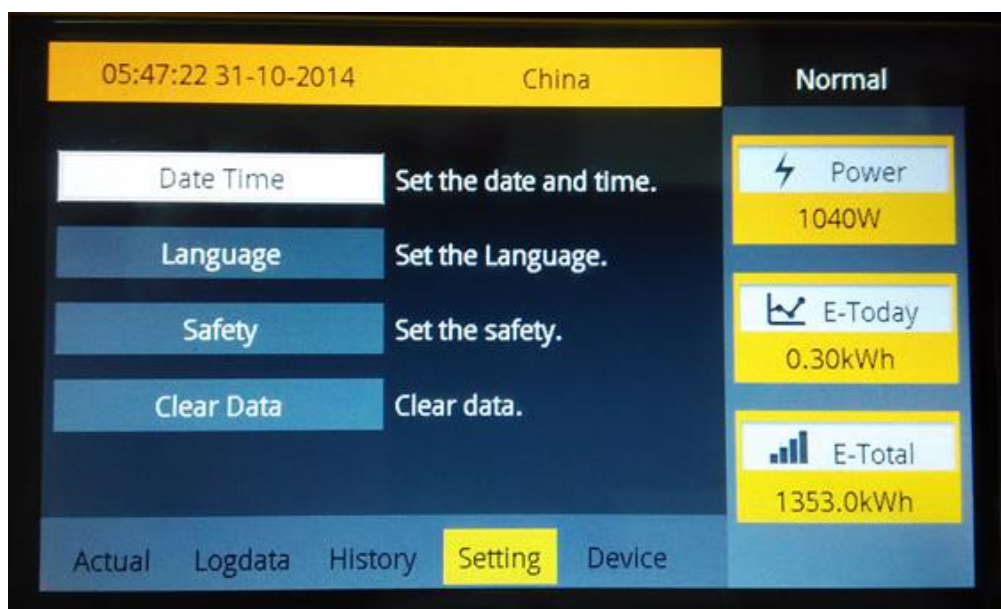 05:47:22 31-10-2014 China Normal
Date Time Set the date and time.
Language Set the Language.
Safety Set the safety.
Clear Data Clear data.
Power
1040W
E-Today
0.30kWh
E-Total
1353.0kWh
Actual Logdata History Setting Device